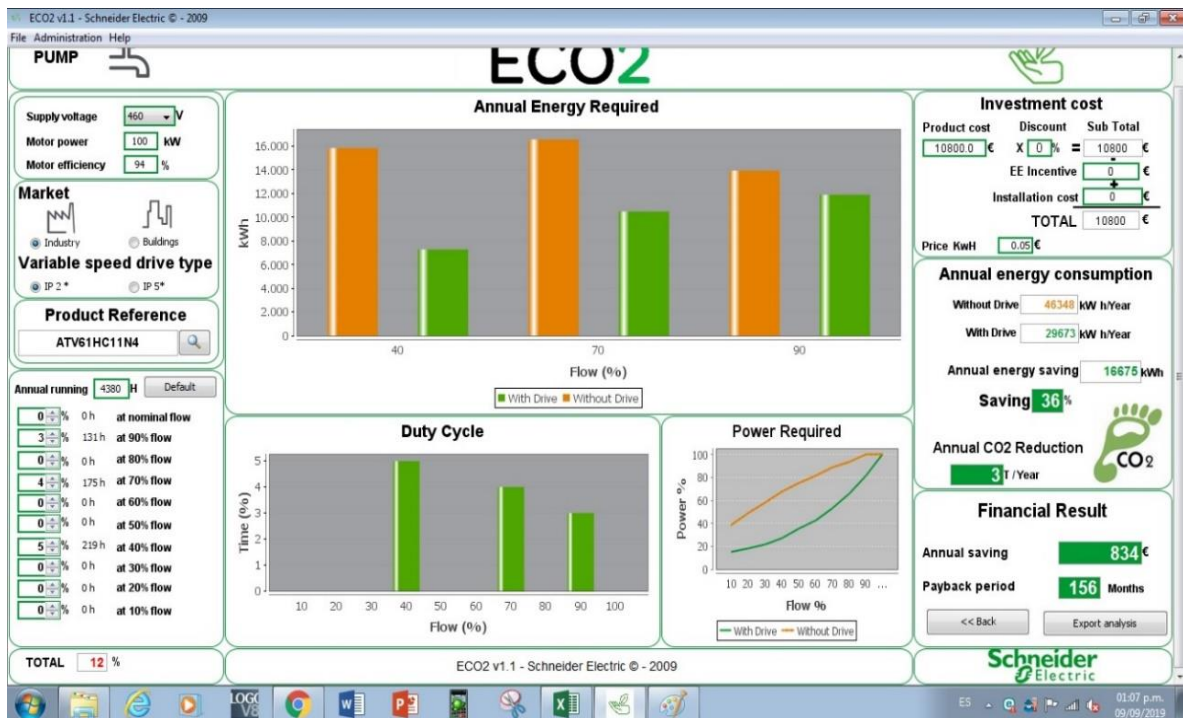 ECO2 v1.1 - Schneider Electric © - 2009
File Administration Help
PUMP
ECO2
Supply voltage 460 V
Motor power 100 kW
Motor efficiency 94 %
Market
Industry Buildings
Variable speed drive type
IP 2* IP 5*
Product Reference
ATV61HC11N4
Annual running 4380 H Default
0 % 0 h at nominal flow
3 % 131 h at 90% flow
0 % 0 h at 80% flow
4 % 175 h at 70% flow
0 % 0 h at 60% flow
0 % 0 h at 50% flow
5 % 219 h at 40% flow
0 % 0 h at 30% flow
0 % 0 h at 20% flow
0 % 0 h at 10% flow
TOTAL 12 %
Annual Energy Required
kWh
16.000
14.000
12.000
10.000
8.000
6.000
4.000
2.000
0
40 70 90
Flow (%)
With Drive Without Drive
Duty Cycle
Time (%)
5
4
3
2
1
0
10 20 30 40 50 60 70 80 90 100
Flow (%)
Power Required
Power %
100
80
60
40
20
0
10 20 30 40 50 60 70 80 90 ...
Flow %
With Drive Without Drive
ECO2 v1.1 - Schneider Electric © - 2009
Investment cost
Product cost Discount Sub Total
10800.0 € X 0 % = 10800 €
-
EE Incentive 0 €
+
Installation cost 0 €
TOTAL 10800 €
Price KwH 0.05 €
Annual energy consumption
Without Drive 46348 kW h/Year
With Drive 29673 kW h/Year
Annual energy saving 16675 kWh
Saving 36 %
Annual CO2 Reduction
3 T /Year
CO2
Financial Result
Annual saving 834 €
Payback period 156 Months
<< Back Export analysis
Schneider
Electric
LOGO!
V8
ES
01:07 p.m.
09/09/2019